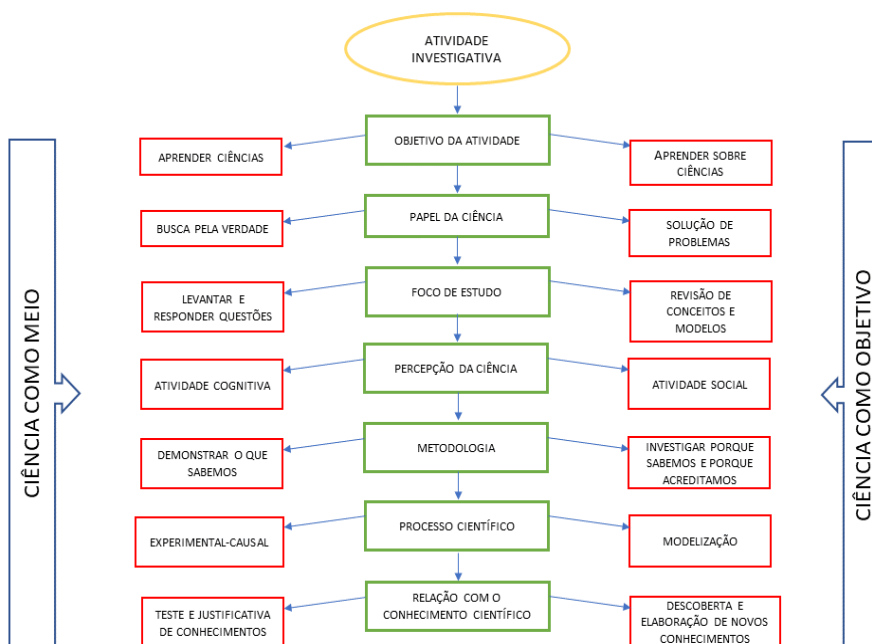 ATIVIDADE
INVESTIGATIVA
OBJETIVO DA ATIVIDADE
APRENDER CIÊNCIAS
APRENDER SOBRE
CIÊNCIAS
PAPEL DA CIÊNCIA
BUSCA PELA VERDADE
SOLUÇÃO DE
PROBLEMAS
FOCO DE ESTUDO
LEVANTAR E
RESPONDER QUESTÕES
REVISÃO DE
CONCEITOS E
MODELOS
PERCEPÇÃO DA CIÊNCIA
ATIVIDADE COGNITIVA
ATIVIDADE SOCIAL
METODOLOGIA
DEMONSTRAR O QUE
SABEMOS
INVESTIGAR PORQUE
SABEMOS E PORQUE
ACREDITAMOS
PROCESSO CIENTÍFICO
EXPERIMENTAL-CAUSAL
MODELIZAÇÃO
RELAÇÃO COM O
CONHECIMENTO CIENTÍFICO
TESTE E JUSTIFICATIVA
DE CONHECIMENTOS
DESCOBERTA E
ELABORAÇÃO DE NOVOS
CONHECIMENTOS
CIÊNCIA COMO MEIO
CIÊNCIA COMO OBJETIVO